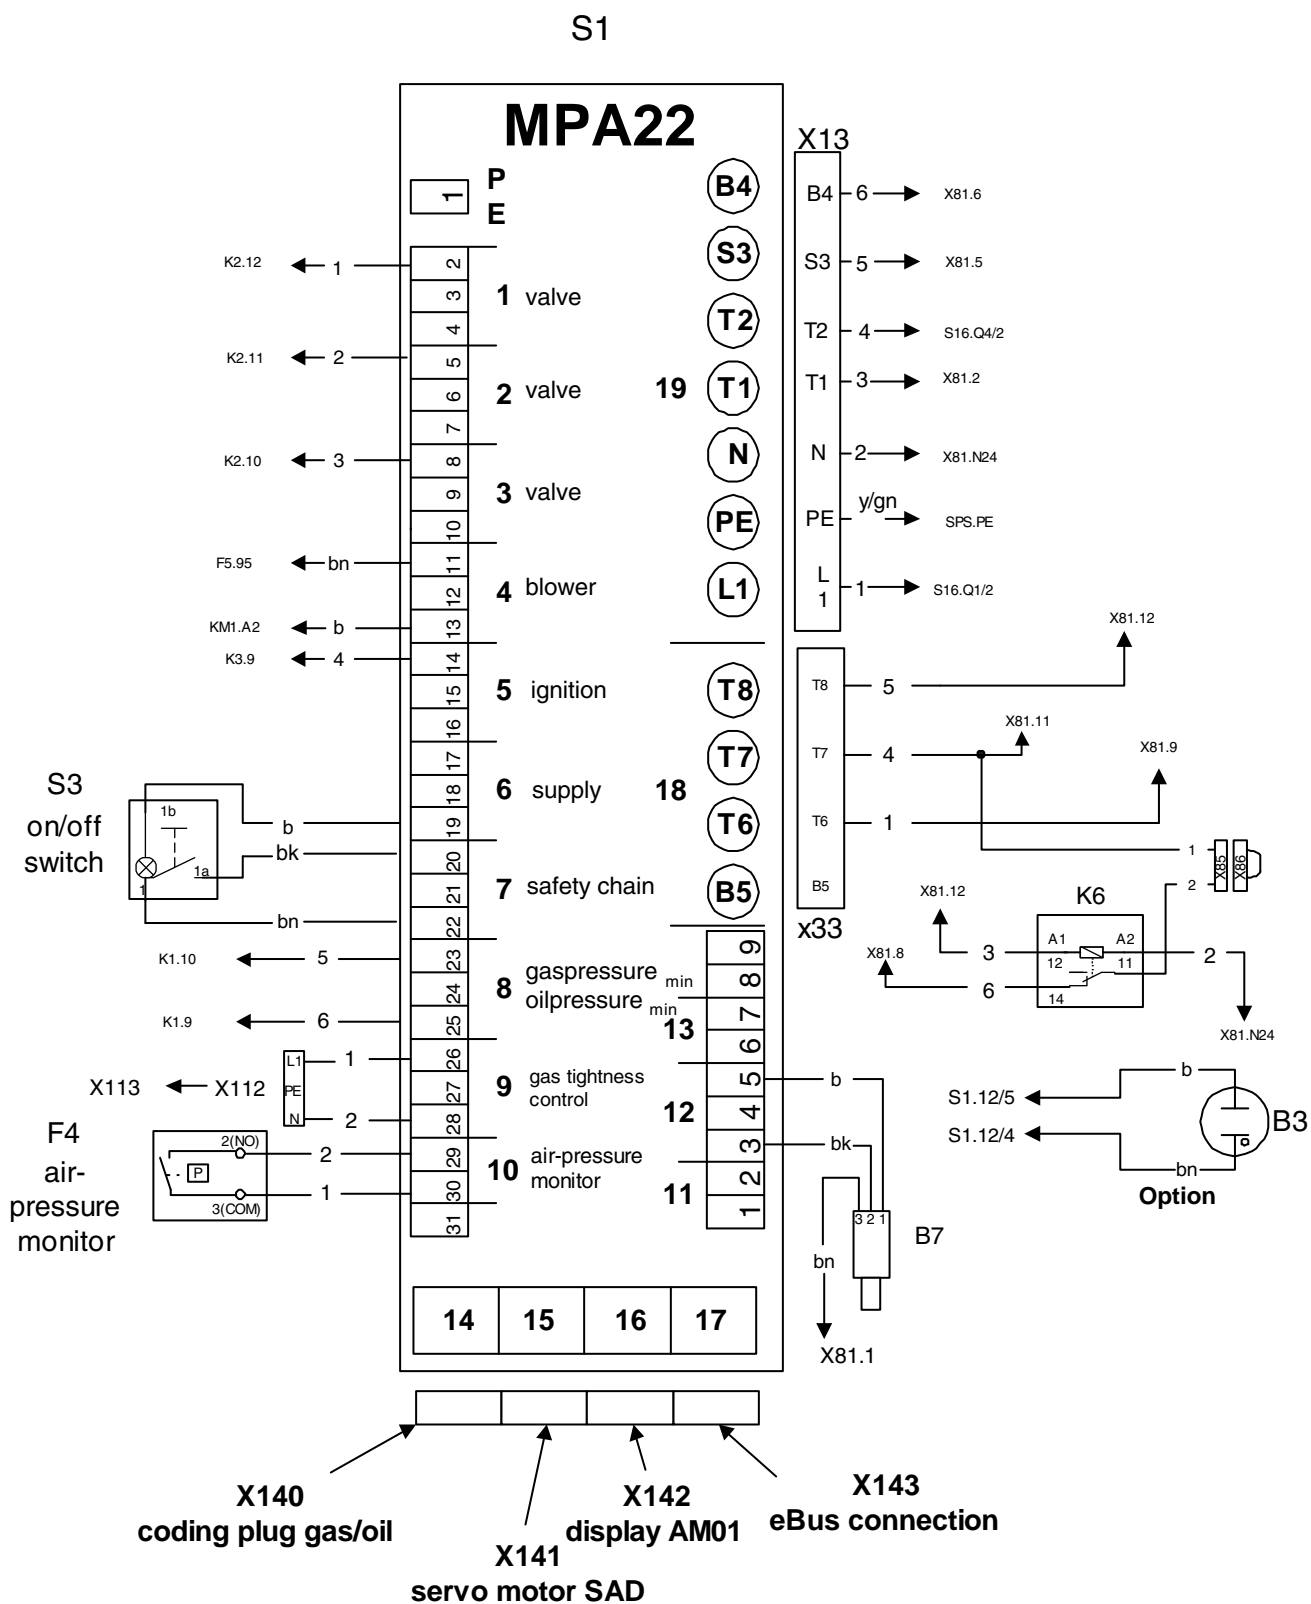 S1
MPA22
1
P
E
2
3
4
5
6
7
8
9
10
11
12
13
14
15
16
17
18
19
20
21
22
23
24
25
26
27
28
29
30
31
1 valve
2 valve
3 valve
4 blower
5 ignition
6 supply
7 safety chain
8 gaspressure min
oilpressure min
9 gas tightness
control
10 air-pressure
monitor
B4
S3
T2
19 T1
N
PE
L1
T8
T7
18
T6
B5
9
8
13 7
6
5
12 4
3
2
11 1
14 15 16 17
K2.12 1
K2.11 2
K2.10 3
F5.95 bn
KM1.A2 b
K3.9 4
S3
on/off
switch
1b
1a
1
b
bk
bn
K1.10 5
K1.9 6
X113 X112
L1 1
PE
N 2
F4
air-
pressure
monitor
2(NO) 2
P
3(COM) 1
X13
B4 6 X81.6
S3 5 X81.5
T2 4 S16.Q4/2
T1 3 X81.2
N 2 X81.N24
PE y/gn SPS.PE
L
1 1 S16.Q1/2
T8 5 X81.12
T7 4 X81.11
T6 1 X81.9
B5
x33
1 X85 X86
2
K6
X81.12 3 A1 A2 2
12 11
X81.8 6 14
X81.N24
b
S1.12/5
S1.12/4
B3
bn
Option
b
bk
3 2 1
B7
bn
X81.1
X140
coding plug gas/oil
X141
servo motor SAD
X142
display AM01
X143
eBus connection